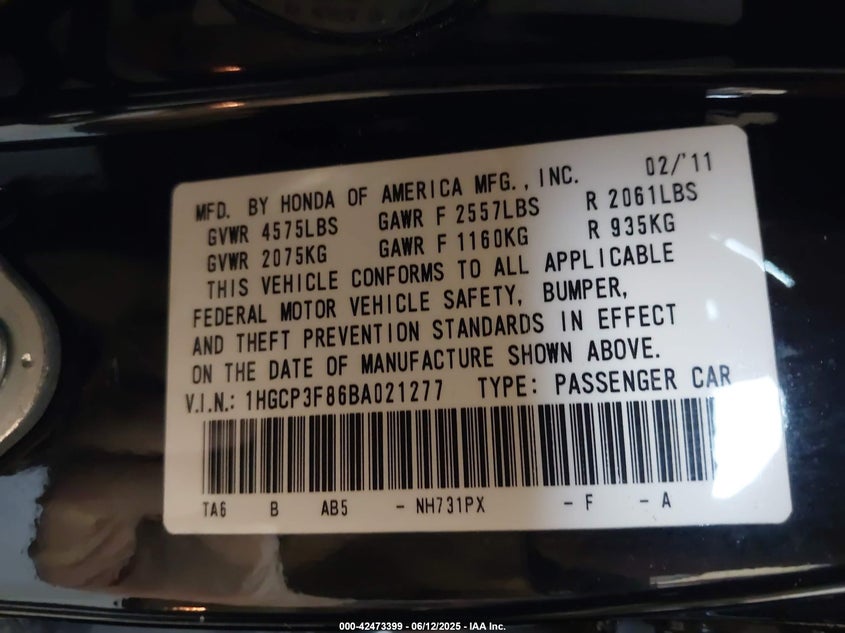 MFD. BY HONDA OF AMERICA MFG., INC. 02/'11
GVWR 4575LBS GAWR F 2557LBS R 2061LBS
GVWR 2075KG GAWR F 1160KG R 935KG
THIS VEHICLE CONFORMS TO ALL APPLICABLE
FEDERAL MOTOR VEHICLE SAFETY, BUMPER,
AND THEFT PREVENTION STANDARDS IN EFFECT
ON THE DATE OF MANUFACTURE SHOWN ABOVE.
V.I.N.: 1HGCP3F86BA021277 TYPE: PASSENGER CAR
TA6 B AB5 - NH731PX - F - A
000-42473399 - 06/12/2025 - IAA Inc.